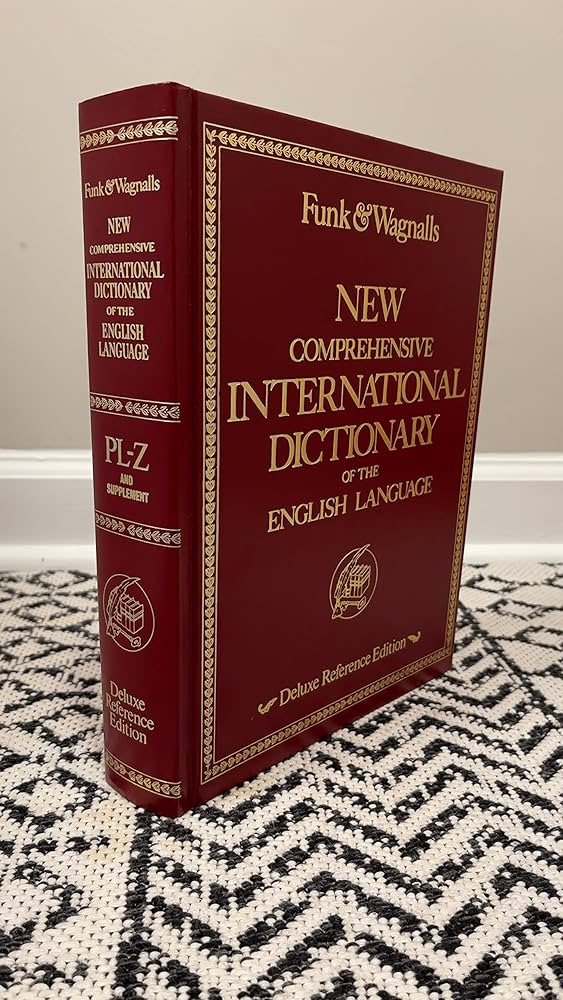 Funk & Wagnalls
NEW
COMPREHENSIVE
INTERNATIONAL
DICTIONARY
OF THE
ENGLISH
LANGUAGE
PL-Z
AND
SUPPLEMENT
Deluxe
Reference
Edition
Funk & Wagnalls
NEW
COMPREHENSIVE
INTERNATIONAL
DICTIONARY
OF THE
ENGLISH LANGUAGE
Deluxe Reference Edition